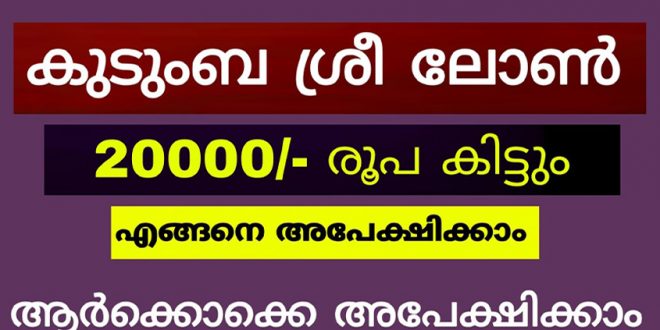 കുടുംബ ശ്രീ ലോൺ
20000/- രൂപ കിട്ടും
എങ്ങനെ അപേക്ഷിക്കാം
ആർക്കൊക്കെ അപേക്ഷിക്കാം